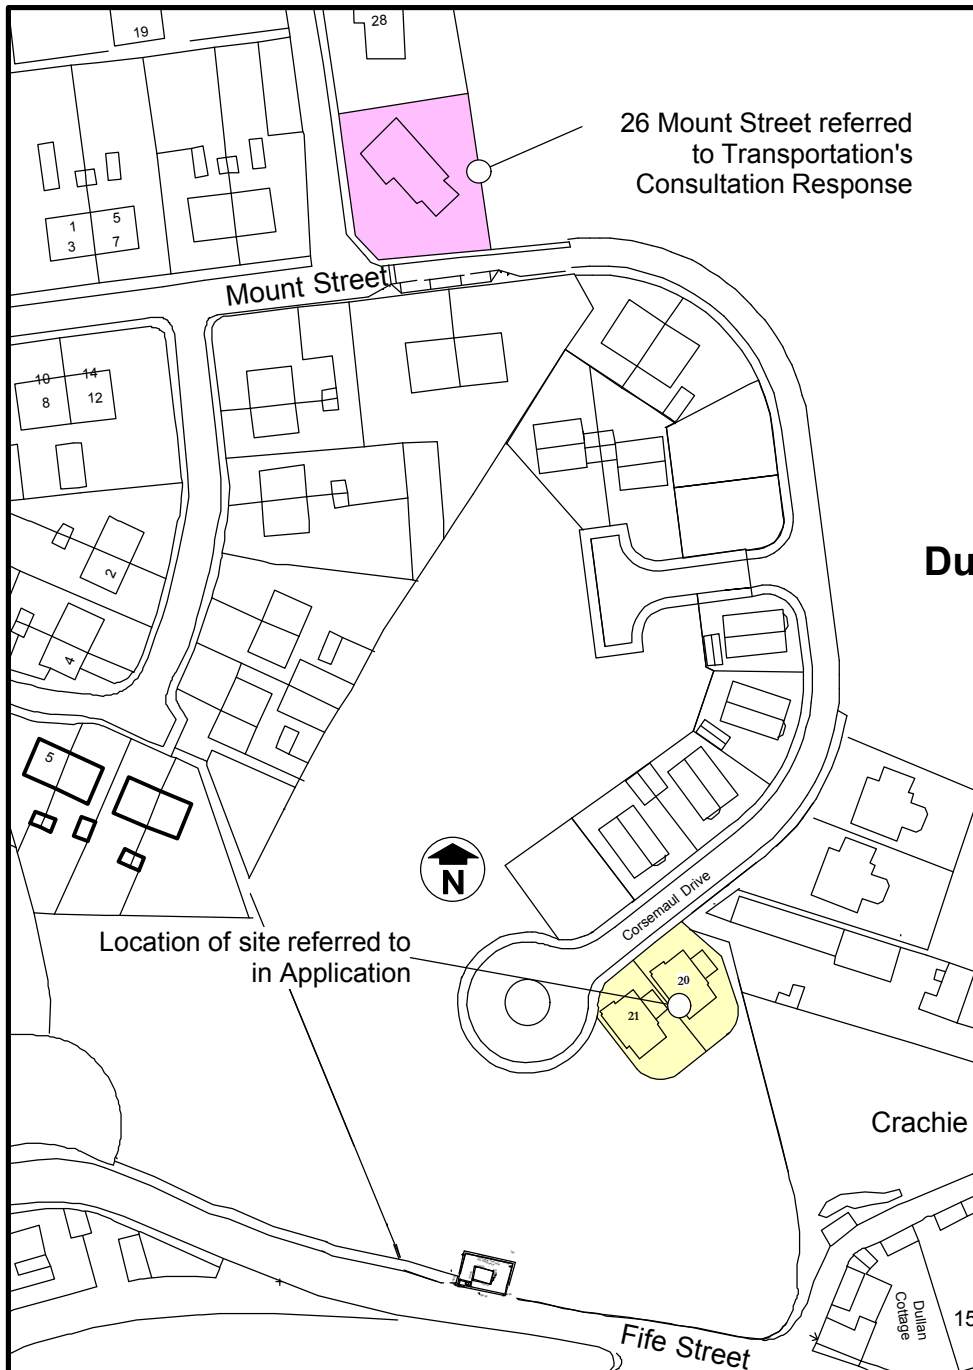 19
28
26 Mount Street referred
to Transportation's
Consultation Response
1
5
3
7
Mount Street
10
14
8
12
2
4
5
Du
N
Corsemaul Drive
Location of site referred to
in Application
20
21
Crachie
Dullan
Cottage
15
Fife Street